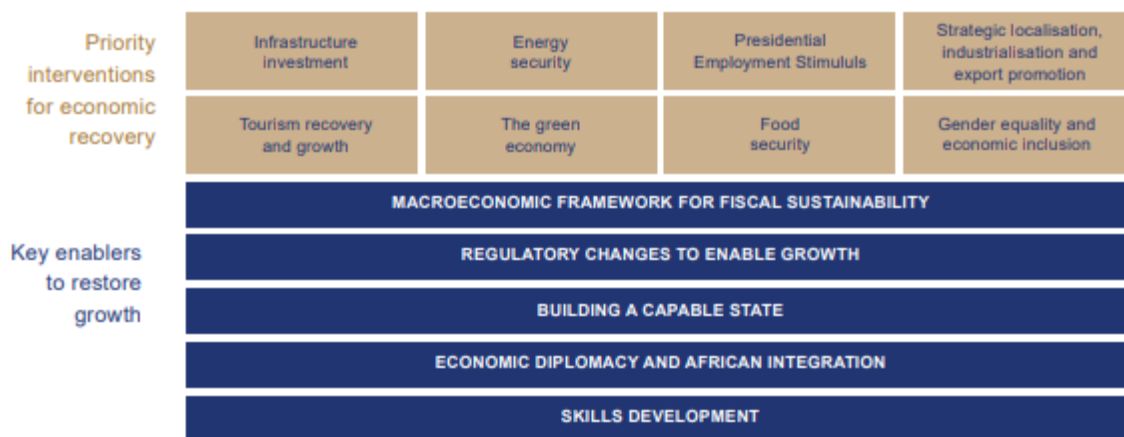 Priority
interventions
for economic
recovery
Infrastructure
investment
Energy
security
Presidential
Employment Stimululs
Strategic localisation,
industrialisation and
export promotion
Tourism recovery
and growth
The green
economy
Food
security
Gender equality and
economic inclusion
Key enablers
to restore
growth
MACROECONOMIC FRAMEWORK FOR FISCAL SUSTAINABILITY
REGULATORY CHANGES TO ENABLE GROWTH
BUILDING A CAPABLE STATE
ECONOMIC DIPLOMACY AND AFRICAN INTEGRATION
SKILLS DEVELOPMENT